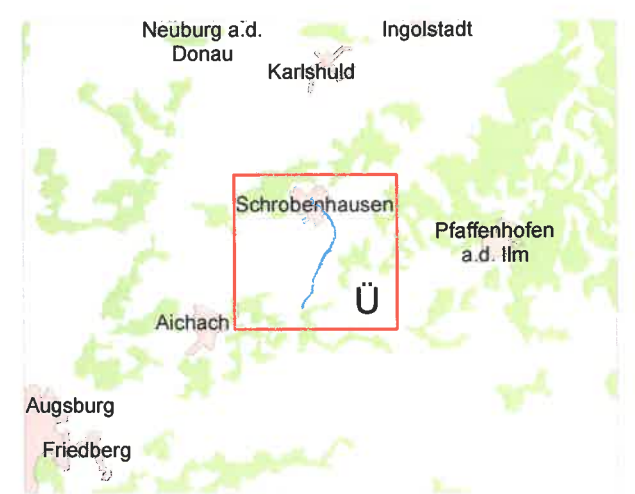 Neuburg a.d.
Donau
Ingolstadt
Karlshuld
Schrobenhausen
Pfaffenhofen
a.d. Ilm
Ü
Aichach
Augsburg
Friedberg